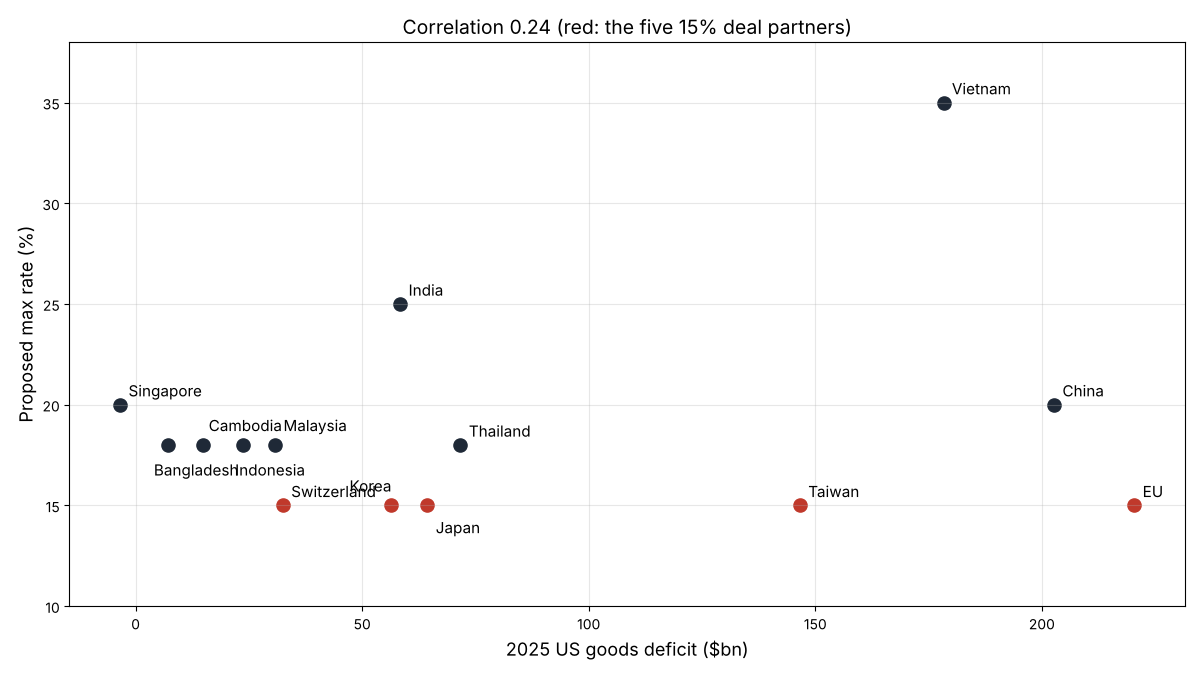 Correlation 0.24 (red: the five 15% deal partners)
Proposed max rate (%)
35
30
25
20
15
10
Vietnam
India
Singapore
China
Cambodia
Malaysia
Thailand
Bangladesh
Indonesia
Korea
Switzerland
Taiwan
EU
Japan
0
50
100
150
200
2025 US goods deficit ($bn)